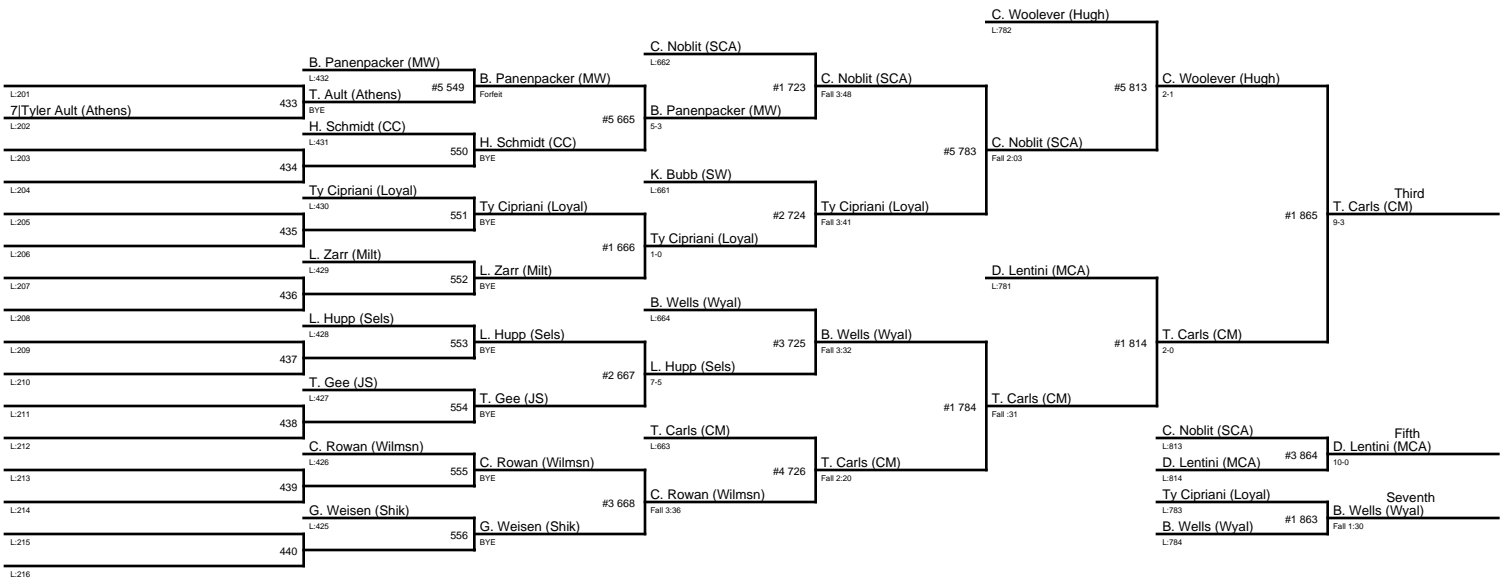 C. Woolever (Hugh)
L:782
C. Noblit (SCA)
L:662
B. Panenpacker (MW)
L:432
#5 549
B. Panenpacker (MW)
Forfeit
#1 723
C. Noblit (SCA)
Fall 3:48
#5 813
C. Woolever (Hugh)
2-1
L:201
433
T. Ault (Athens)
BYE
7|Tyler Ault (Athens)
L:202
#5 665
B. Panenpacker (MW)
5-3
H. Schmidt (CC)
L:431
550
H. Schmidt (CC)
BYE
#5 783
C. Noblit (SCA)
Fall 2:03
L:203
434
L:204
K. Bubb (SW)
L:661
Ty Cipriani (Loyal)
L:430
551
Ty Cipriani (Loyal)
BYE
#2 724
Ty Cipriani (Loyal)
Fall 3:41
#1 865
Third
T. Carls (CM)
9-3
L:205
435
L:206
#1 666
Ty Cipriani (Loyal)
1-0
L. Zarr (Milt)
L:429
552
L. Zarr (Milt)
BYE
D. Lentini (MCA)
L:781
L:207
436
L:208
B. Wells (Wyal)
L:664
L. Hupp (Sels)
L:428
553
L. Hupp (Sels)
BYE
#3 725
B. Wells (Wyal)
Fall 3:32
#1 814
T. Carls (CM)
2-0
L:209
437
L:210
#2 667
L. Hupp (Sels)
7-5
T. Gee (JS)
L:427
554
T. Gee (JS)
BYE
#1 784
T. Carls (CM)
Fall :31
L:211
438
L:212
T. Carls (CM)
L:663
C. Noblit (SCA)
L:813
#3 864
Fifth
D. Lentini (MCA)
10-0
C. Rowan (Wilmsn)
L:426
555
C. Rowan (Wilmsn)
BYE
#4 726
T. Carls (CM)
Fall 2:20
D. Lentini (MCA)
L:814
L:213
439
L:214
#3 668
C. Rowan (Wilmsn)
Fall 3:36
Ty Cipriani (Loyal)
L:783
#1 863
Seventh
B. Wells (Wyal)
Fall 1:30
G. Weisen (Shik)
L:425
556
G. Weisen (Shik)
BYE
B. Wells (Wyal)
L:784
L:215
440
L:216